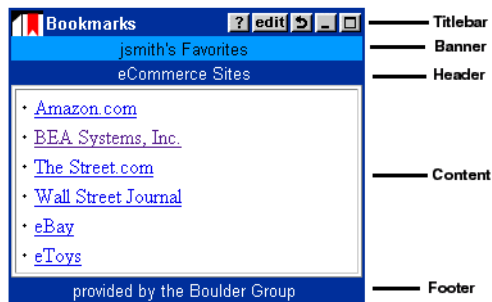 Bookmarks ? edit Titlebar
jsmith's Favorites Banner
eCommerce Sites Header
Amazon.com
BEA Systems, Inc.
The Street.com
Wall Street Journal
eBay
eToys
Content
provided by the Boulder Group Footer